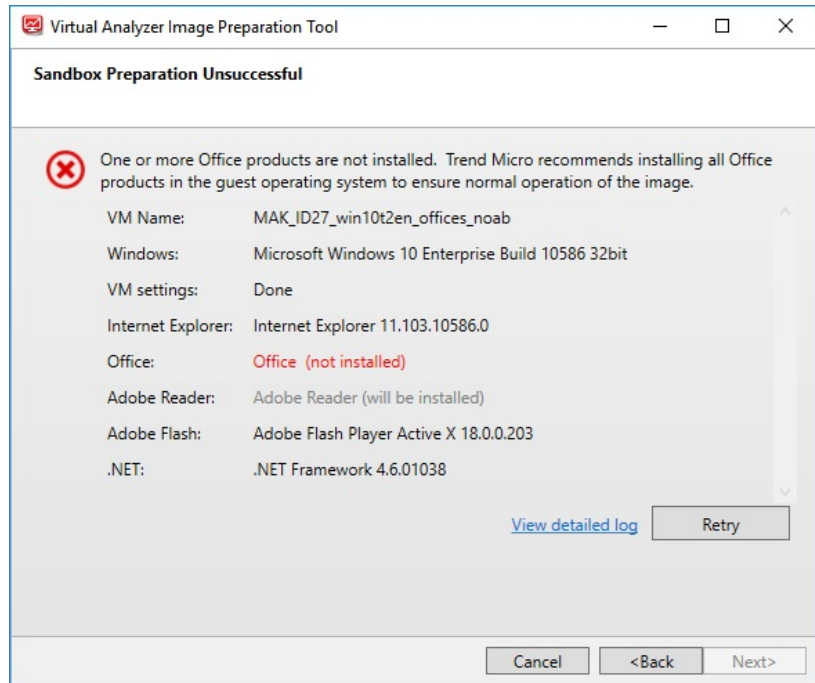 Virtual Analyzer Image Preparation Tool
Sandbox Preparation Unsuccessful
One or more Office products are not installed.  Trend Micro recommends installing all Office
products in the guest operating system to ensure normal operation of the image.
VM Name: MAK_ID27_win10t2en_offices_noab
Windows: Microsoft Windows 10 Enterprise Build 10586 32bit
VM settings: Done
Internet Explorer: Internet Explorer 11.103.10586.0
Office: Office  (not installed)
Adobe Reader: Adobe Reader (will be installed)
Adobe Flash: Adobe Flash Player Active X 18.0.0.203
.NET: .NET Framework 4.6.01038
View detailed log Retry
Cancel <Back Next>